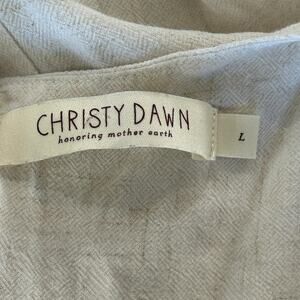 CHRISTY DAWN
honoring mother earth
L